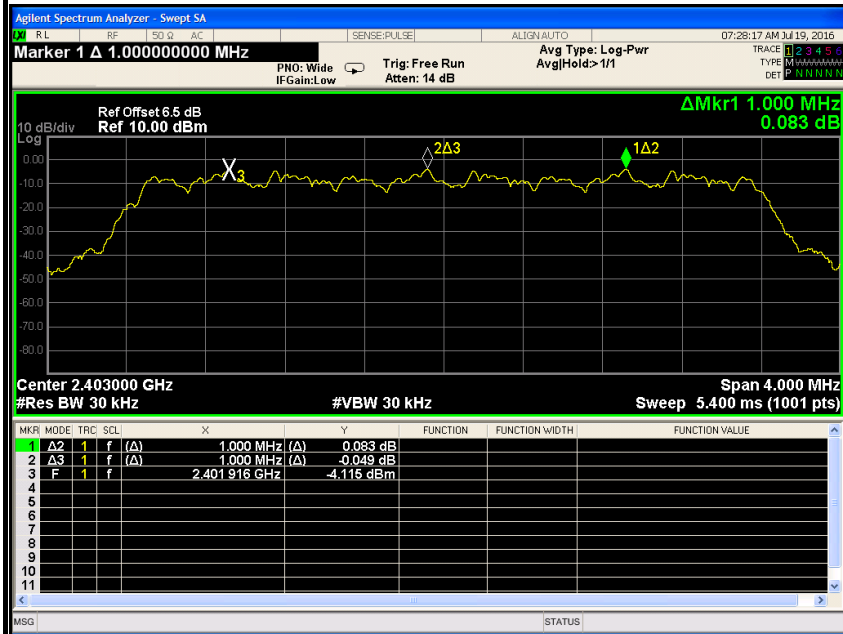 Agilent Spectrum Analyzer - Swept SA
LXI RL RF 50 Ω AC SENSE:PULSE ALIGN AUTO 07:28:17 AM Jul 19, 2016
Marker 1 Δ 1.000000000 MHz
PNO: Wide
IFGain:Low
Trig: Free Run
Atten: 14 dB
Avg Type: Log-Pwr
Avg|Hold:>1/1
TRACE 1 2 3 4 5 6
TYPE M
DET P N N N N N
ΔMkr1 1.000 MHz
0.083 dB
Ref Offset 6.5 dB
10 dB/div Ref 10.00 dBm
Log
2Δ3
1Δ2
3
0.00
-10.0
-20.0
-30.0
-40.0
-50.0
-60.0
-70.0
-80.0
Center 2.403000 GHz Span 4.000 MHz
#Res BW 30 kHz #VBW 30 kHz Sweep 5.400 ms (1001 pts)
MKR MODE TRC SCL X Y FUNCTION FUNCTION WIDTH FUNCTION VALUE
1 Δ2 1 f (Δ) 1.000 MHz (Δ) 0.083 dB
2 Δ3 1 f (Δ) 1.000 MHz (Δ) -0.049 dB
3 F 1 f 2.401 916 GHz -4.115 dBm
4
5
6
7
8
9
10
11
MSG STATUS